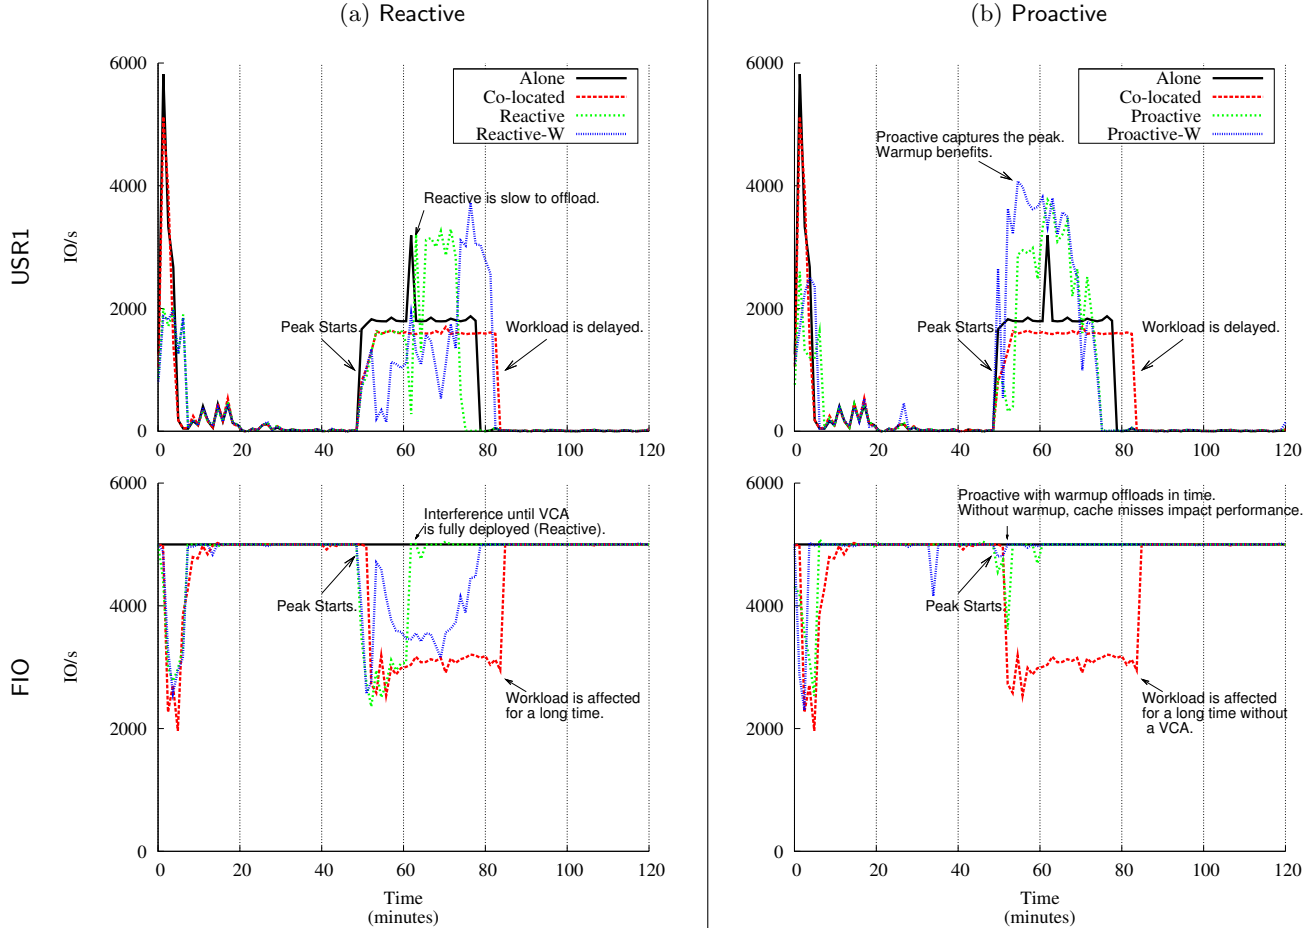 (a) Reactive
(b) Proactive
USR1
IO/s
6000
4000
2000
0
0 20 40 60 80 100 120
Alone
Co-located
Reactive
Reactive-W
Reactive is slow to offload.
Peak Starts.
Workload is delayed.
6000
4000
2000
0
0 20 40 60 80 100 120
Alone
Co-located
Proactive
Proactive-W
Proactive captures the peak.
Warmup benefits.
Peak Starts.
Workload is delayed.
FIO
IO/s
6000
4000
2000
0
0 20 40 60 80 100 120
Time
(minutes)
Interference until VCA
is fully deployed (Reactive).
Peak Starts.
Workload is affected
for a long time.
6000
4000
2000
0
0 20 40 60 80 100 120
Time
(minutes)
Proactive with warmup offloads in time.
Without warmup, cache misses impact performance.
Peak Starts.
Workload is affected
for a long time without
a VCA.